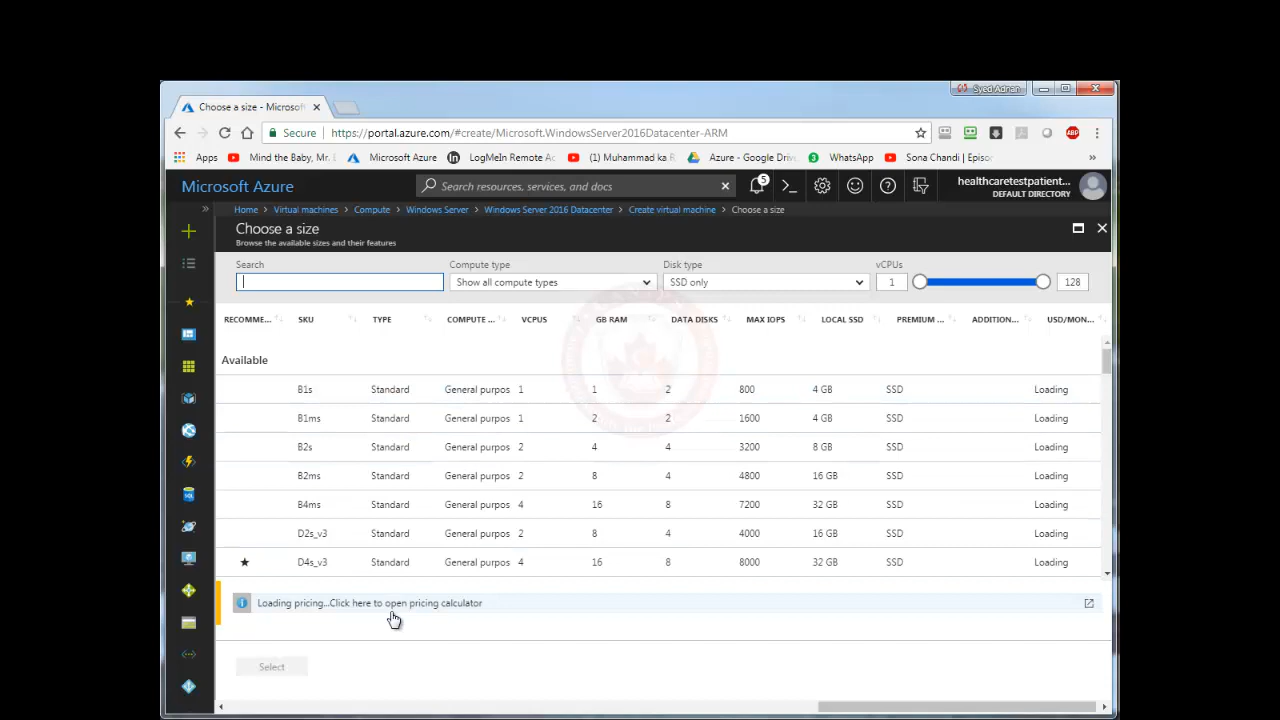 Syed Adnan
Choose a size - Microsoft
Secure https://portal.azure.com/#create/Microsoft.WindowsServer2016Datacenter-ARM
ABP
Apps Mind the Baby, Mr. Microsoft Azure LogMeIn Remote Ac (1) Muhammad ka R Azure - Google Driv 3 WhatsApp Sona Chandi | Episo »
Microsoft Azure Search resources, services, and docs 5 healthcaretestpatient...
DEFAULT DIRECTORY
Home > Virtual machines > Compute > Windows Server > Windows Server 2016 Datacenter > Create virtual machine > Choose a size
Choose a size
Browse the available sizes and their features
Search Compute type Disk type vCPUs
Show all compute types SSD only 1 128
RECOMME... SKU TYPE COMPUTE ... VCPUS GB RAM DATA DISKS MAX IOPS LOCAL SSD PREMIUM ... ADDITION... USD/MON...
Available
B1s Standard General purpos 1 1 2 800 4 GB SSD Loading
B1ms Standard General purpos 1 2 2 1600 4 GB SSD Loading
B2s Standard General purpos 2 4 4 3200 8 GB SSD Loading
B2ms Standard General purpos 2 8 4 4800 16 GB SSD Loading
B4ms Standard General purpos 4 16 8 7200 32 GB SSD Loading
D2s_v3 Standard General purpos 2 8 4 4000 16 GB SSD Loading
★ D4s_v3 Standard General purpos 4 16 8 8000 32 GB SSD Loading
Loading pricing...Click here to open pricing calculator
Select